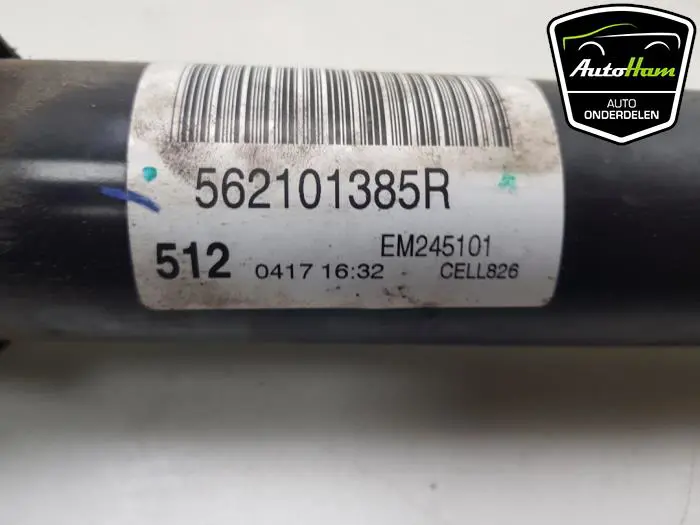 AutoHam
AUTO
ONDERDELEN
562101385R
EM245101
512 0417 16:32 CELL826